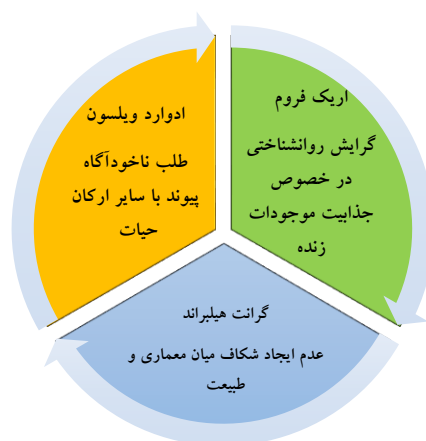 اریک فروم
گرایش روانشناختی
در خصوص
جذابیت موجودات
زنده
گرانت هیلبراند
عدم ایجاد شکاف میان معماری و
طبیعت
ادوارد ویلسون
طلب ناخودآگاه
پیوند با سایر ارکان
حیات